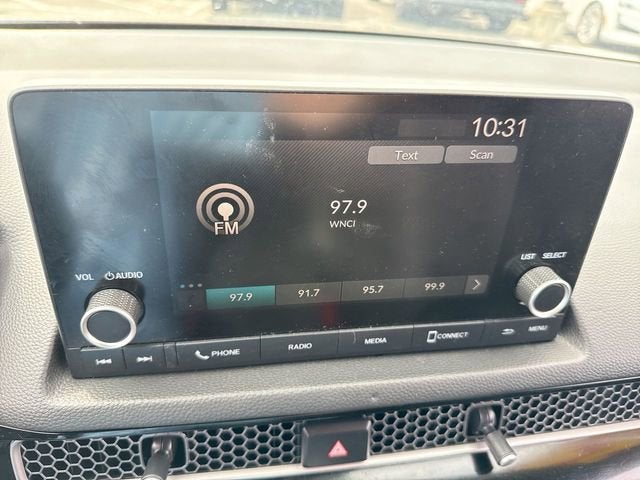 10:31
Text Scan
97.9
WNCI
FM
97.9 91.7 95.7 99.9
VOL AUDIO
LIST SELECT
PHONE RADIO MEDIA CONNECT MENU